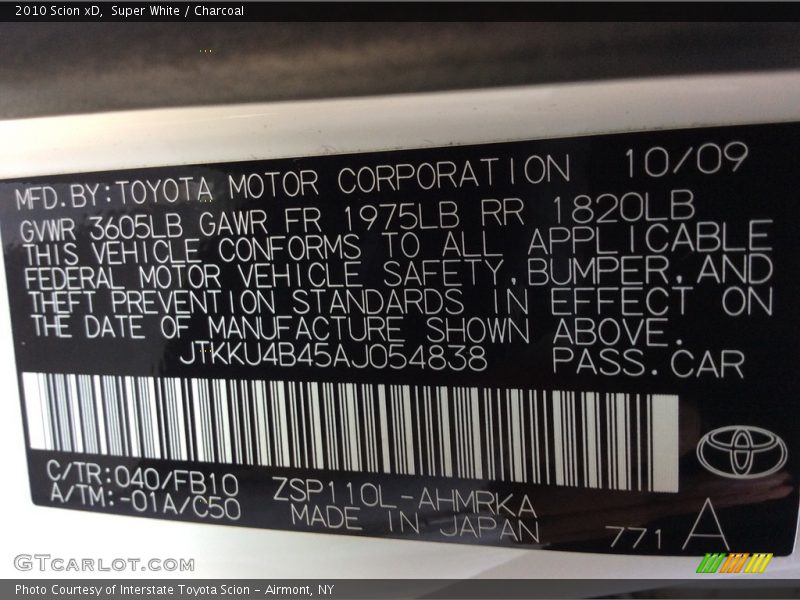 2010 Scion xD, Super White / Charcoal
MFD.BY:TOYOTA MOTOR CORPORATION 10/09
GVWR 3605LB GAWR FR 1975LB RR 1820LB
THIS VEHICLE CONFORMS TO ALL APPLICABLE
FEDERAL MOTOR VEHICLE SAFETY,BUMPER,AND
THEFT PREVENTION STANDARDS IN EFFECT ON
THE DATE OF MANUFACTURE SHOWN ABOVE.
JTKKU4B45AJ054838 PASS.CAR
C/TR:040/FB10 ZSP110L-AHMRKA
A/TM:-01A/C50 MADE IN JAPAN 771 A
GTCARLOT.COM
Photo Courtesy of Interstate Toyota Scion - Airmont, NY